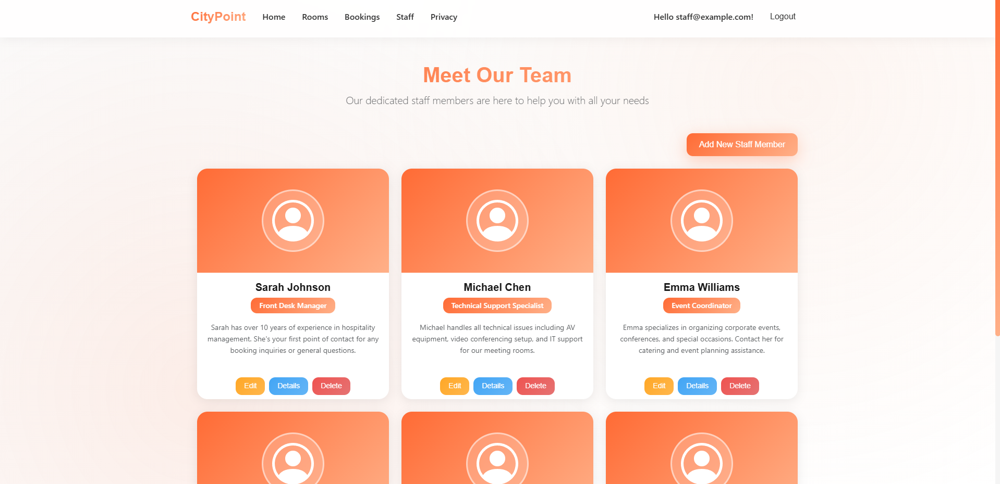 CityPoint Home Rooms Bookings Staff Privacy Hello staff@example.com! Logout
Meet Our Team
Our dedicated staff members are here to help you with all your needs
Add New Staff Member
Sarah Johnson
Front Desk Manager
Sarah has over 10 years of experience in hospitality
management. She's your first point of contact for any
booking inquiries or general questions.
Edit Details Delete
Michael Chen
Technical Support Specialist
Michael handles all technical issues including AV
equipment, video conferencing setup, and IT support
for our meeting rooms.
Edit Details Delete
Emma Williams
Event Coordinator
Emma specializes in organizing corporate events,
conferences, and special occasions. Contact her for
catering and event planning assistance.
Edit Details Delete